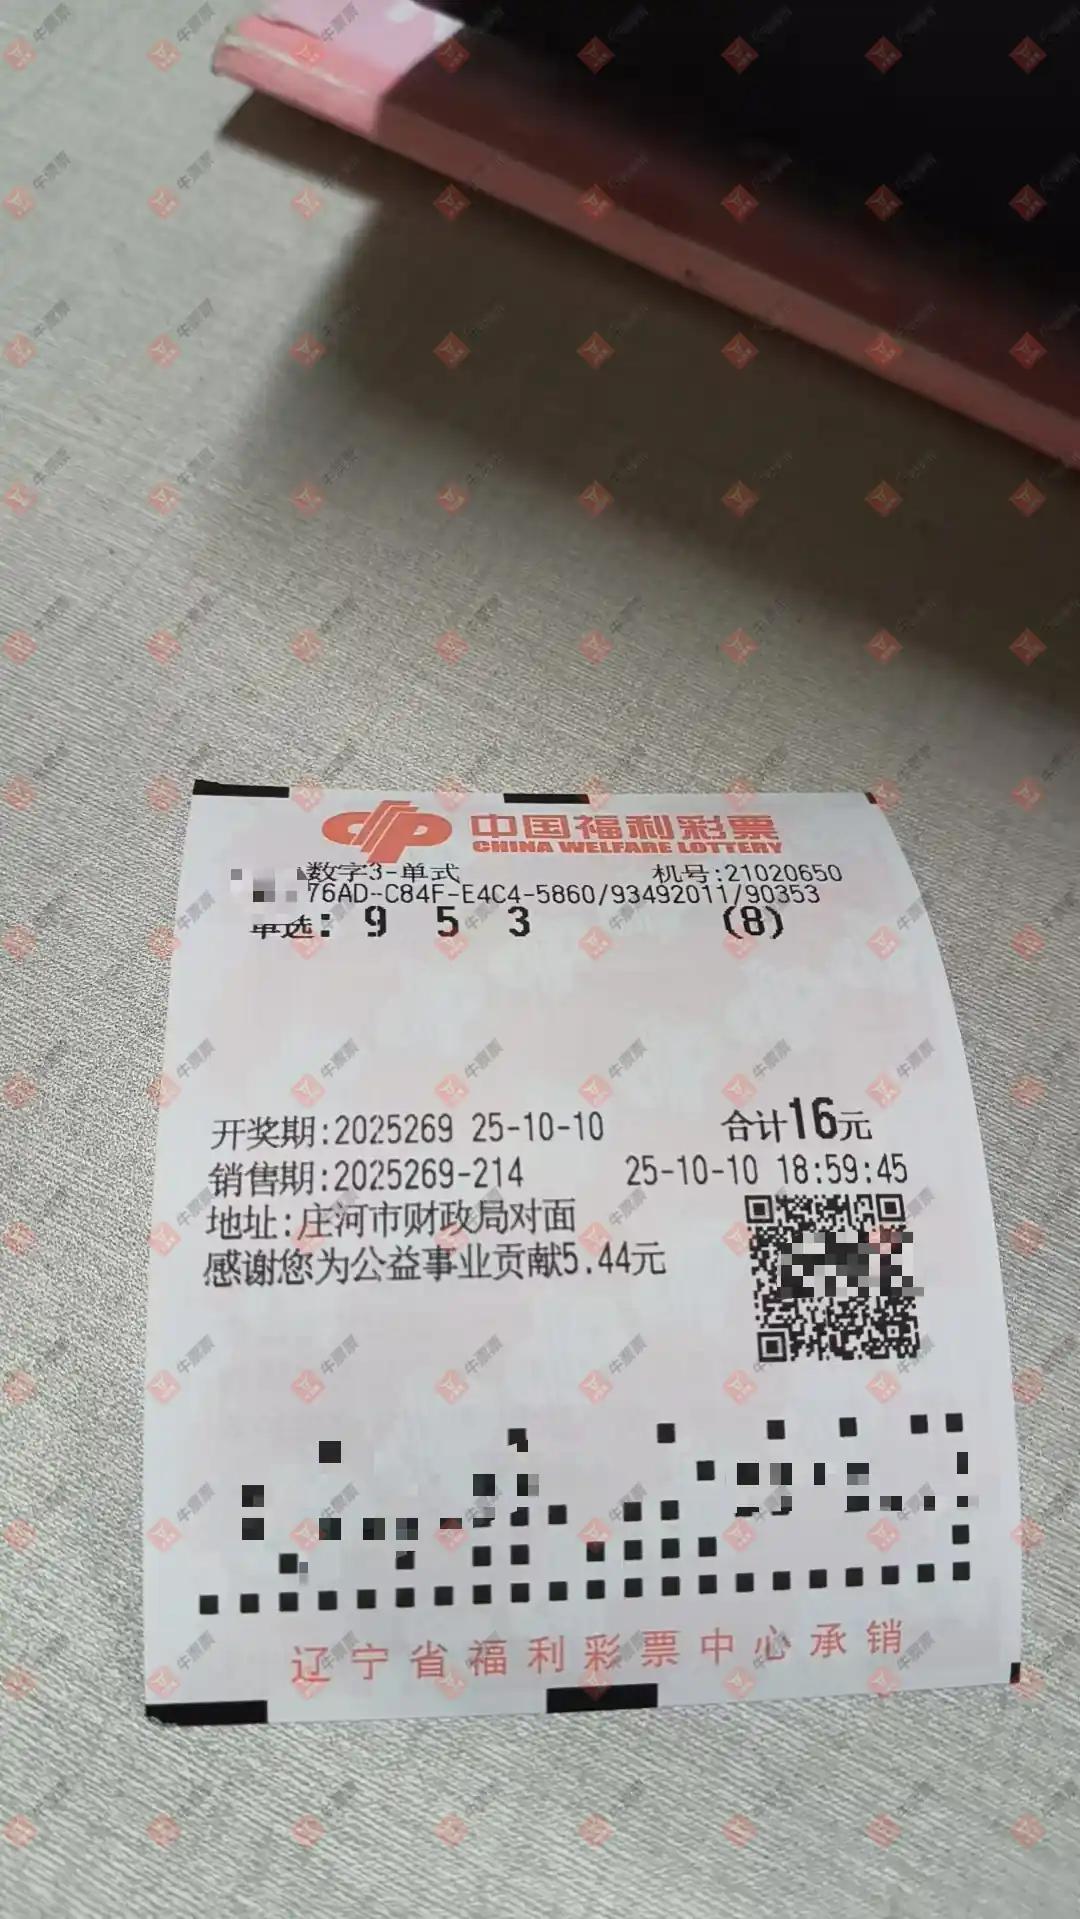 中国福利彩票
CHINA WELFARE LOTTERY
数字3-单式 机号:21020650
76AD-C84F-E4C4-5860/93492011/90353
单选: 9 5 3 (8)
开奖期:2025269 25-10-10 合计16元
销售期:2025269-214 25-10-10 18:59:45
地址:庄河市财政局对面
感谢您为公益事业贡献5.44元
辽宁省福利彩票中心承销
牛票票